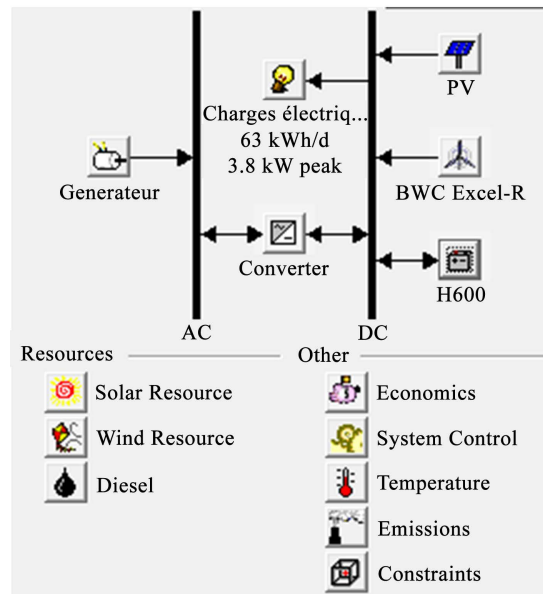 PV
Charges électriq...
63 kWh/d
3.8 kW peak
Generateur
BWC Excel-R
Converter
H600
AC
DC
Resources
Other
Solar Resource
Economics
Wind Resource
System Control
Diesel
Temperature
Emissions
Constraints